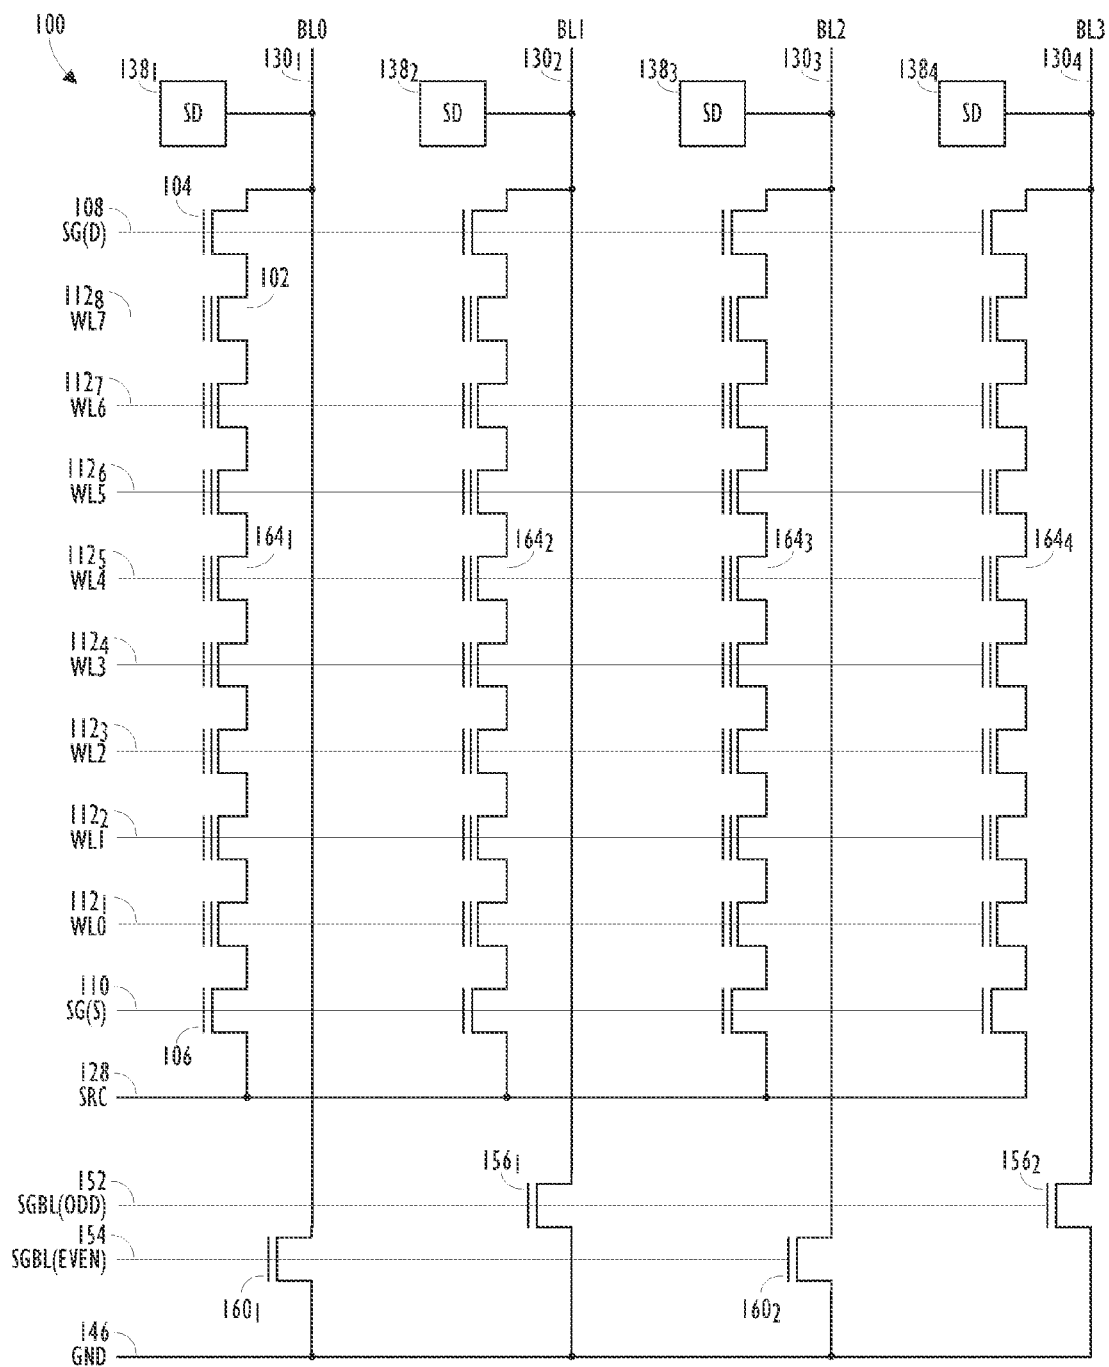 100
BL0 BL1 BL2 BL3
130₁ 130₂ 130₃ 130₄
138₁ 138₂ 138₃ 138₄
SD SD SD SD
104
108
SG(D)
102
112₈
WL7
112₇
WL6
112₆
WL5
164₁ 164₂ 164₃ 164₄
112₅
WL4
112₄
WL3
112₃
WL2
112₂
WL1
112₁
WL0
110
SG(S)
106
128
SRC
156₁ 156₂
152
SGBL(ODD)
154
SGBL(EVEN)
160₁ 160₂
146
GND